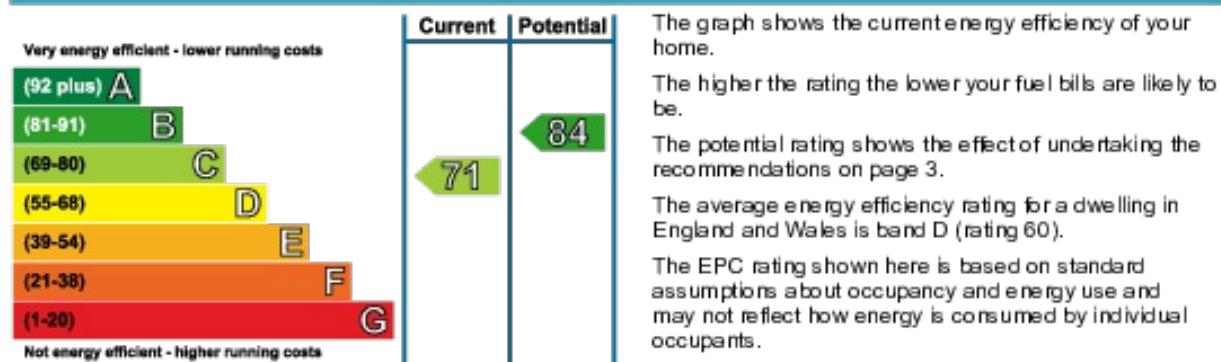 Current Potential
Very energy efficient - lower running costs
(92 plus) A
(81-91) B
84
(69-80) C
71
(55-68) D
(39-54) E
(21-38) F
(1-20) G
Not energy efficient - higher running costs
The graph shows the current energy efficiency of your
home.
The higher the rating the lower your fuel bills are likely to
be.
The potential rating shows the effect of undertaking the
recommendations on page 3.
The average energy efficiency rating for a dwelling in
England and Wales is band D (rating 60).
The EPC rating shown here is based on standard
assumptions about occupancy and energy use and
may not reflect how energy is consumed by individual
occupants.